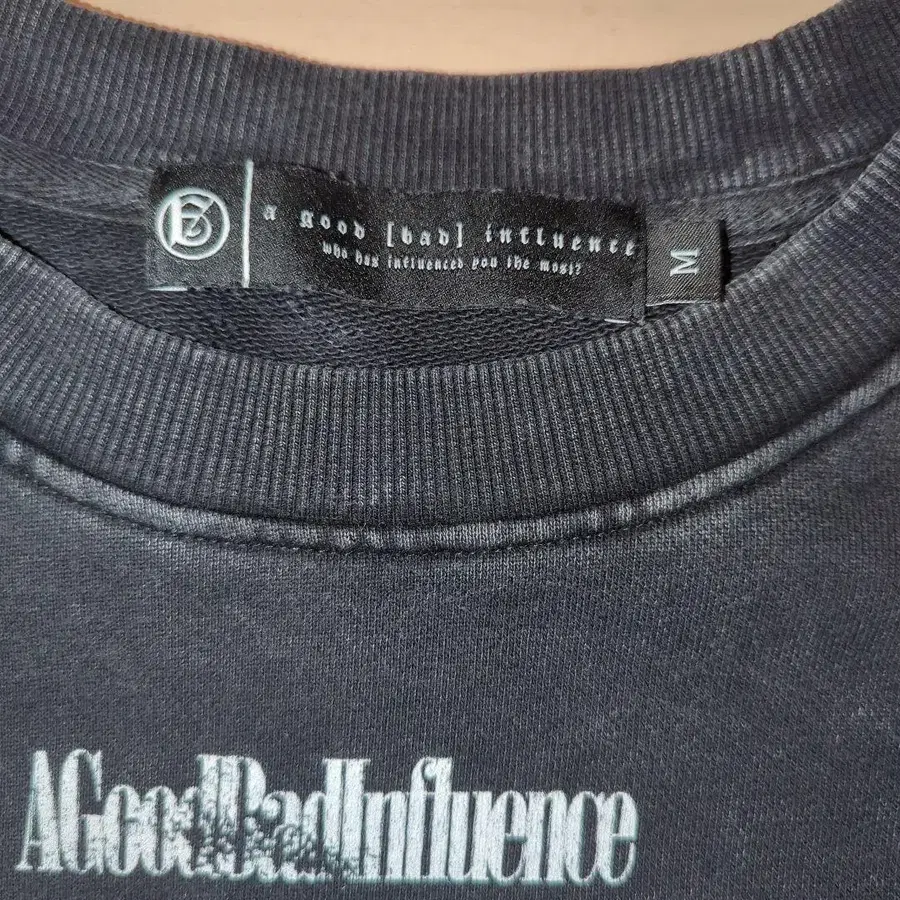 a good [bad] influence
who has influenced you the most?
M
AGoodBadInfluence